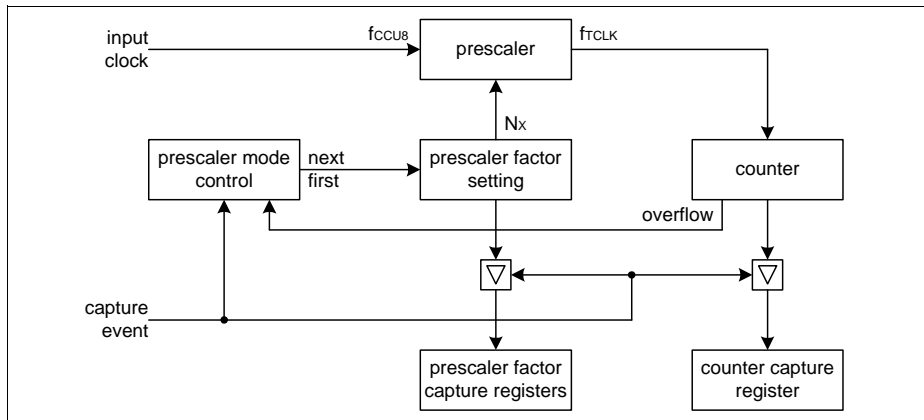 input
clock
fCCU8
prescaler
fTCLK
NX
prescaler mode
control
next
first
prescaler factor
setting
counter
overflow
capture
event
prescaler factor
capture registers
counter capture
register